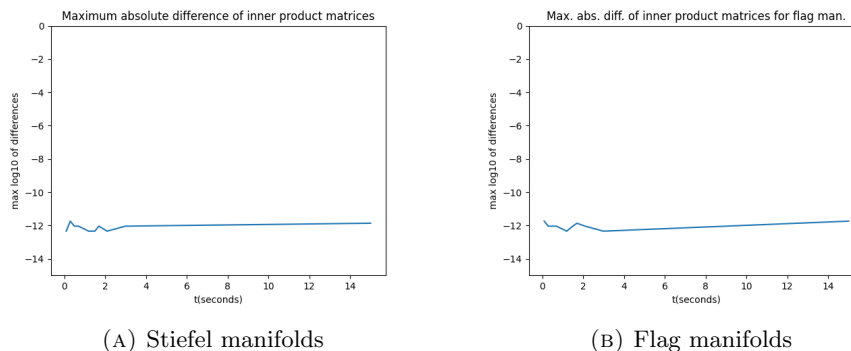 Maximum absolute difference of inner product matrices
0
−2
−4
−6
−8
−10
−12
−14
max log10 of differences
0 2 4 6 8 10 12 14
t(seconds)
(A) Stiefel manifolds
Max. abs. diff. of inner product matrices for flag man.
0
−2
−4
−6
−8
−10
−12
−14
max log10 of differences
0 2 4 6 8 10 12 14
t(seconds)
(B) Flag manifolds